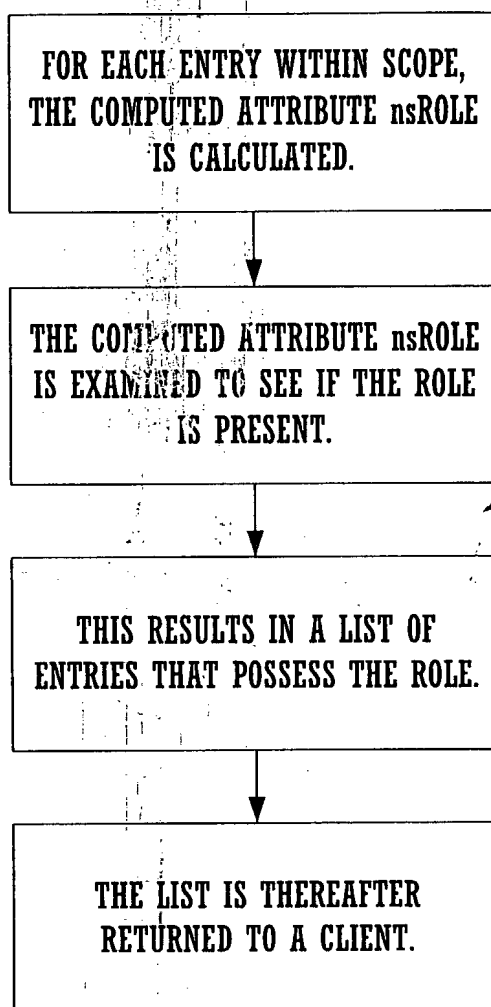 FOR EACH ENTRY WITHIN SCOPE,
THE COMPUTED ATTRIBUTE nsROLE
IS CALCULATED.
THE COMPUTED ATTRIBUTE nsROLE
IS EXAMINED TO SEE IF THE ROLE
IS PRESENT.
THIS RESULTS IN A LIST OF
ENTRIES THAT POSSESS THE ROLE.
THE LIST IS THEREAFTER
RETURNED TO A CLIENT.